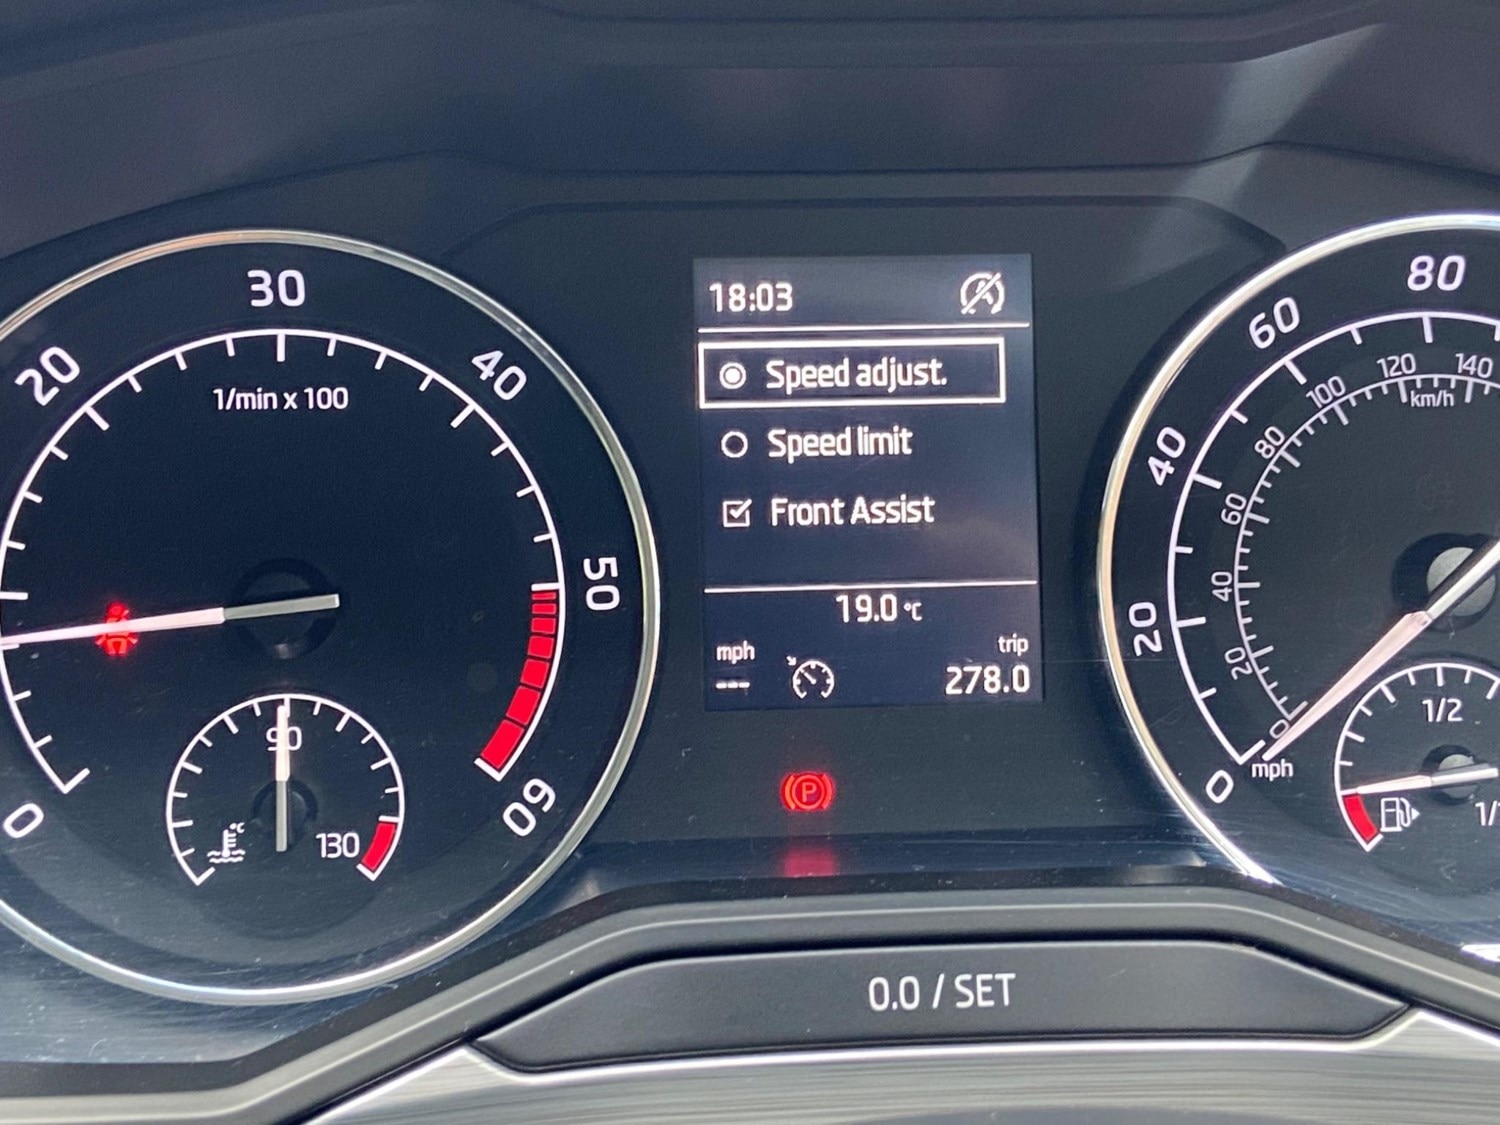 30
20
40
1/min x 100
50
60
0
90
°C
130
18:03
Speed adjust.
Speed limit
Front Assist
19.0 °C
mph
trip
---
278.0
P
80
60
40
20
0
140
120
100
80
60
40
20
0
km/h
mph
1/2
0.0 / SET